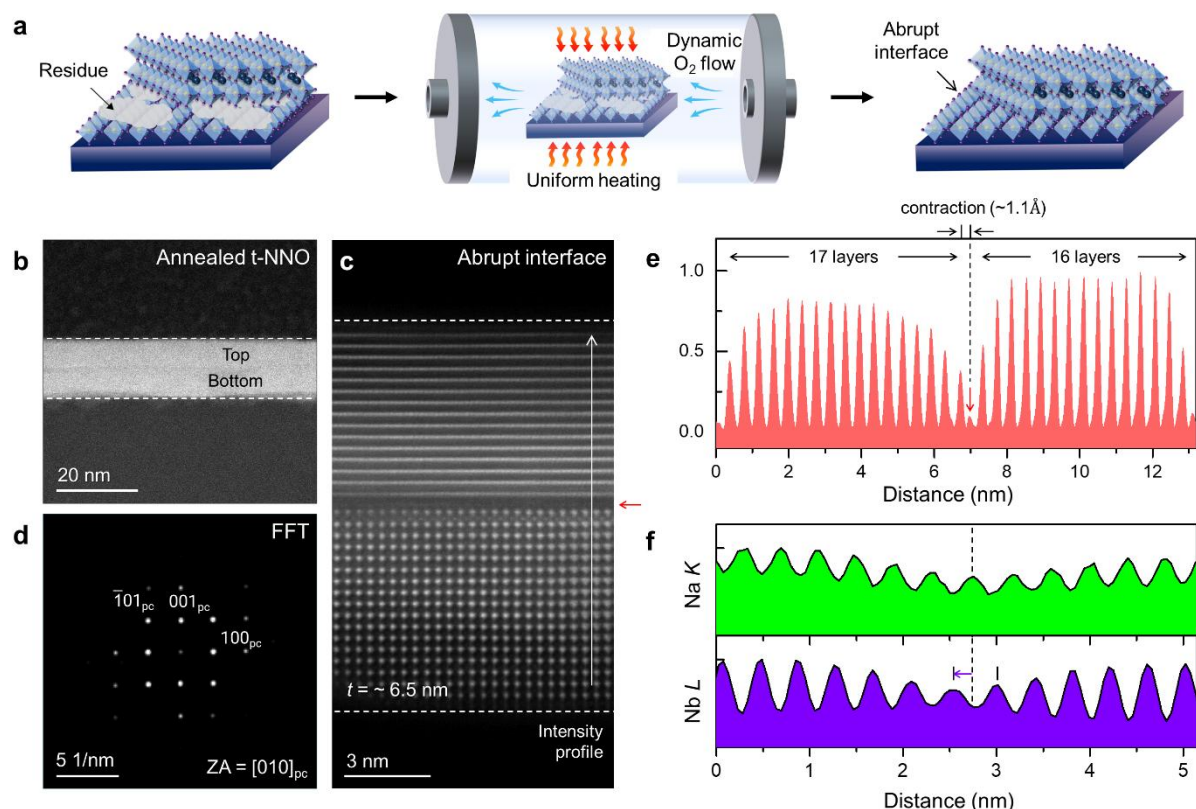 a
Residue
Dynamic
O₂ flow
Uniform heating
Abrupt
interface
b
Annealed t-NNO
Top
Bottom
20 nm
c
Abrupt interface
t = ~ 6.5 nm
Intensity
profile
3 nm
d
FFT
1̅01pc
001pc
100pc
5 1/nm
ZA = [010]pc
contraction (~1.1Å)
e
17 layers
16 layers
1.0
0.5
0.0
0 2 4 6 8 10 12
Distance (nm)
f
Na K
Nb L
0 1 2 3 4 5
Distance (nm)